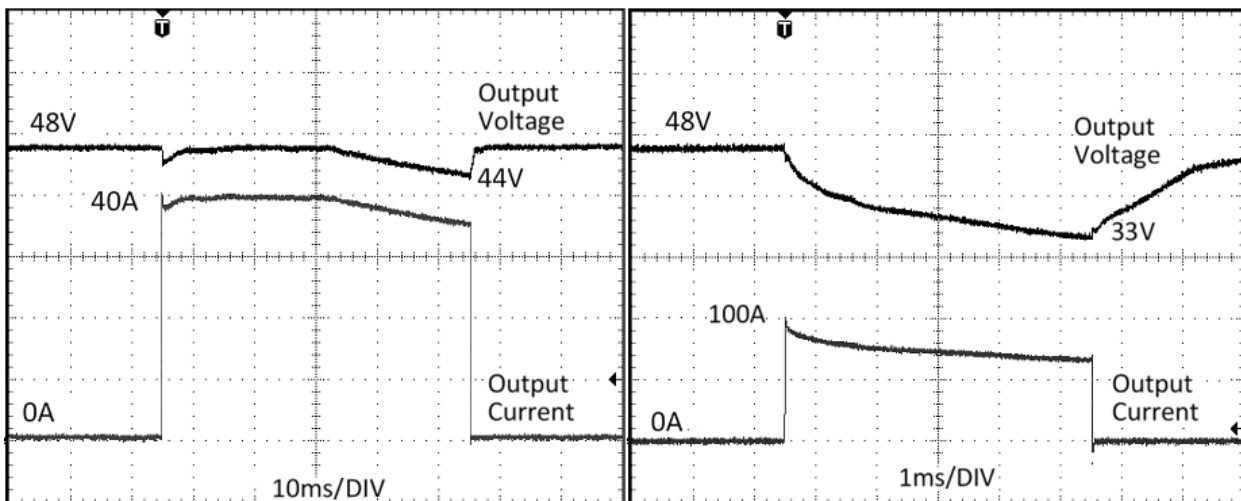 T
48V
Output
Voltage
44V
40A
0A
Output
Current
10ms/DIV
T
48V
Output
Voltage
33V
100A
0A
Output
Current
1ms/DIV